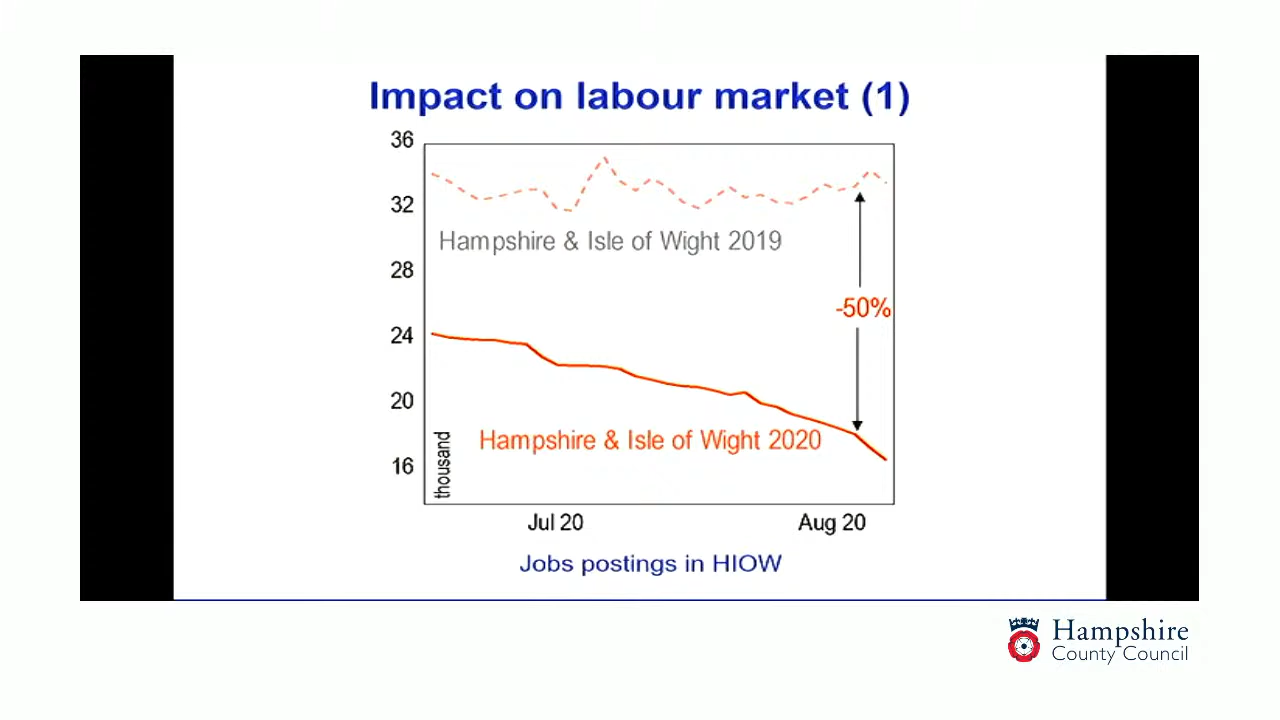 Impact on labour market (1)
36
32
28
24
20
16
thousand
Hampshire & Isle of Wight 2019
-50%
Hampshire & Isle of Wight 2020
Jul 20
Aug 20
Jobs postings in HIOW
Hampshire
County Council